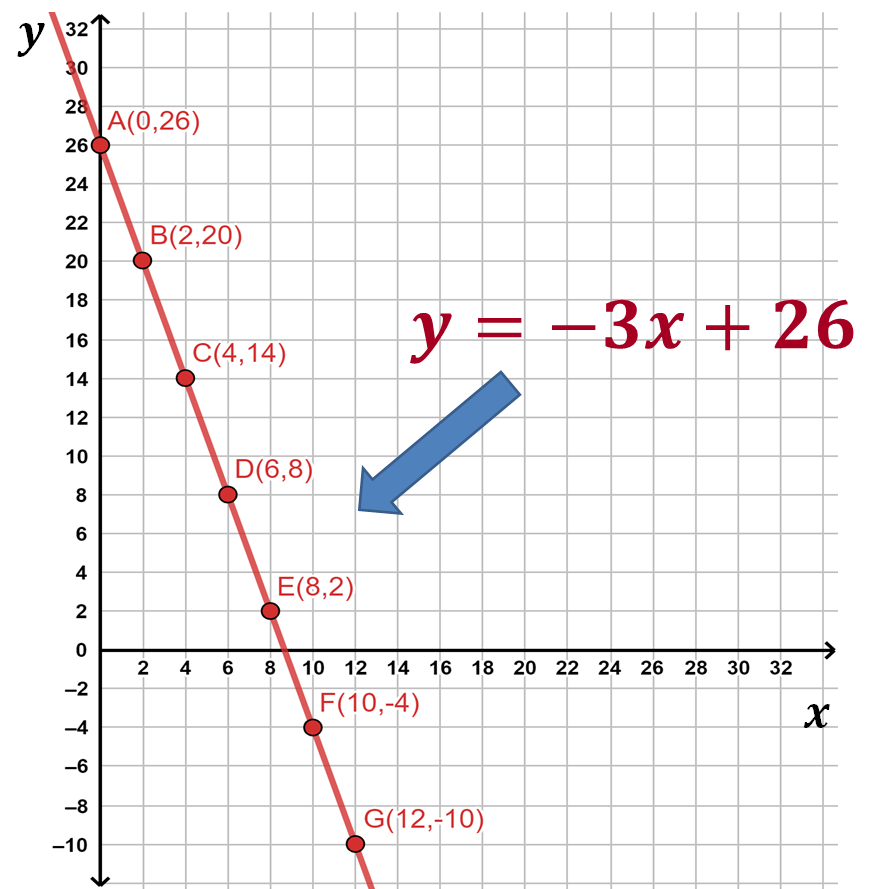 y
32
30
28
A(0,26)
26
24
22
B(2,20)
20
18
y = −3x + 26
16
C(4,14)
14
12
10
D(6,8)
8
6
4
E(8,2)
2
0
2 4 6 8 10 12 14 16 18 20 22 24 26 28 30 32
–2
F(10,-4)
x
–4
–6
–8
G(12,-10)
–10